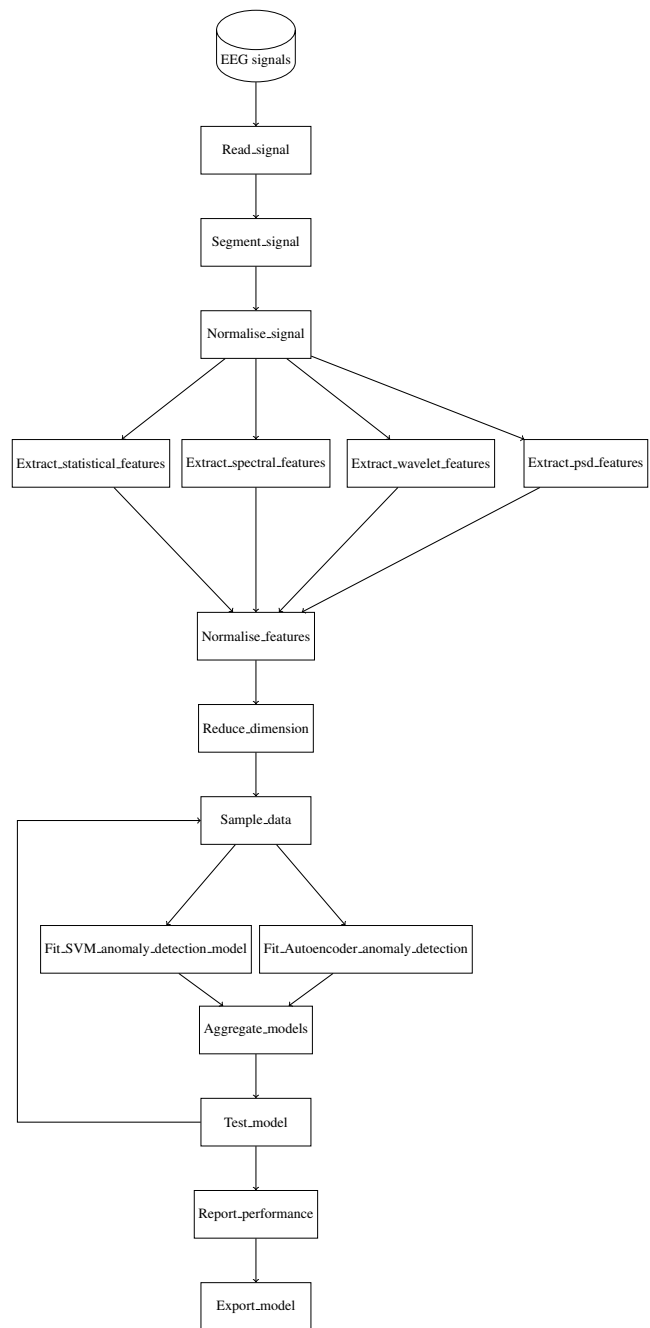 EEG signals
Read_signal
Segment_signal
Normalise_signal
Extract_statistical_features
Extract_spectral_features
Extract_wavelet_features
Extract_psd_features
Normalise_features
Reduce_dimension
Sample_data
Fit_SVM_anomaly_detection_model
Fit_Autoencoder_anomaly_detection
Aggregate_models
Test_model
Report_performance
Export_model